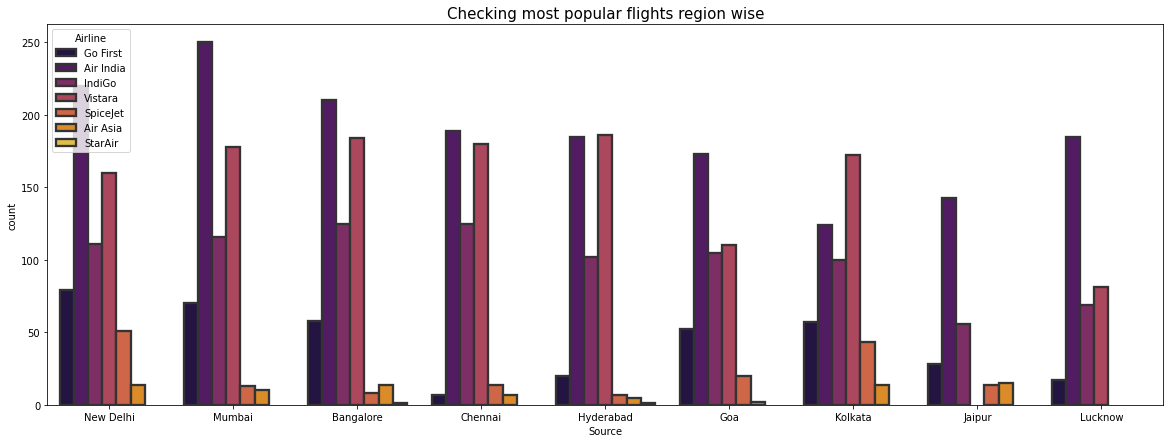 Checking most popular flights region wise
Airline
Go First
Air India
IndiGo
Vistara
SpiceJet
Air Asia
StarAir
250
200
150
100
50
0
count
New Delhi Mumbai Bangalore Chennai Hyderabad Goa Kolkata Jaipur Lucknow
Source